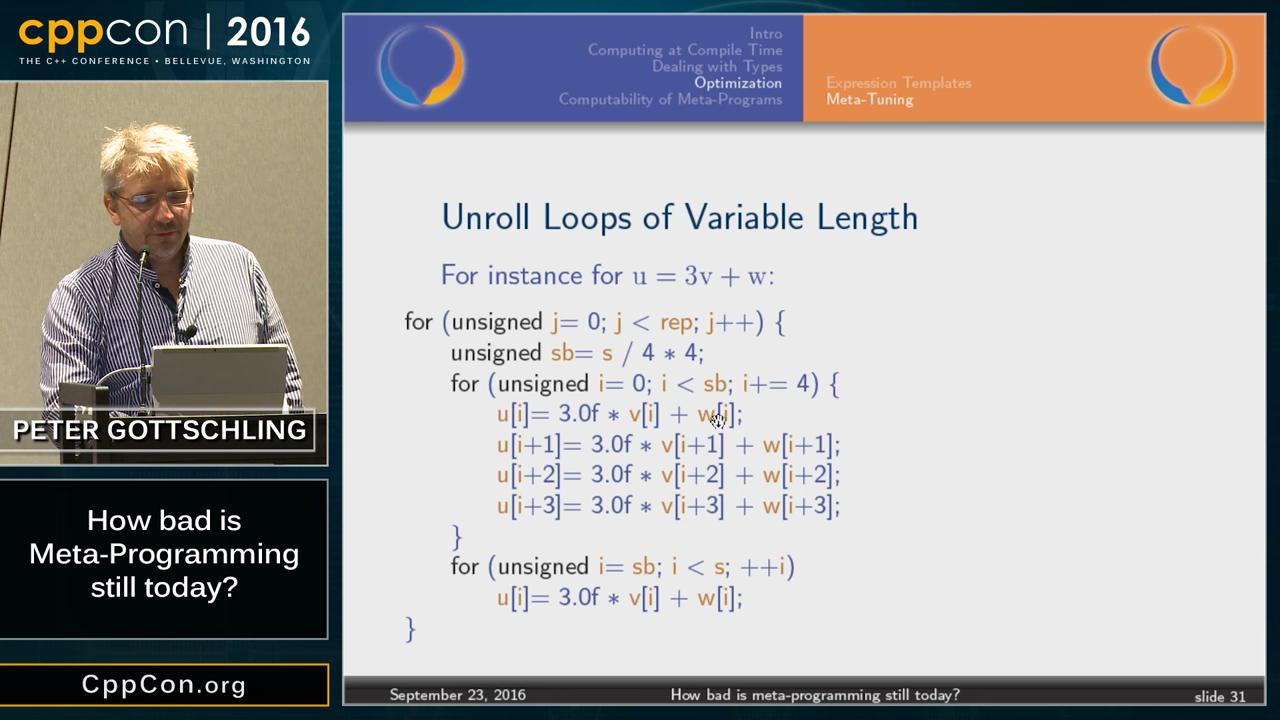 cppcon | 2016
THE C++ CONFERENCE • BELLEVUE, WASHINGTON
PETER GOTTSCHLING
How bad is
Meta-Programming
still today?
CppCon.org
Intro
Computing at Compile Time
Dealing with Types
Optimization
Computability of Meta-Programs
Expression Templates
Meta-Tuning
Unroll Loops of Variable Length
For instance for u = 3v + w:
for (unsigned j= 0; j < rep; j++) {
unsigned sb= s / 4 * 4;
for (unsigned i= 0; i < sb; i+= 4) {
u[i]= 3.0f * v[i] + w[i];
u[i+1]= 3.0f * v[i+1] + w[i+1];
u[i+2]= 3.0f * v[i+2] + w[i+2];
u[i+3]= 3.0f * v[i+3] + w[i+3];
}
for (unsigned i= sb; i < s; ++i)
u[i]= 3.0f * v[i] + w[i];
}
September 23, 2016
How bad is meta-programming still today?
slide 31